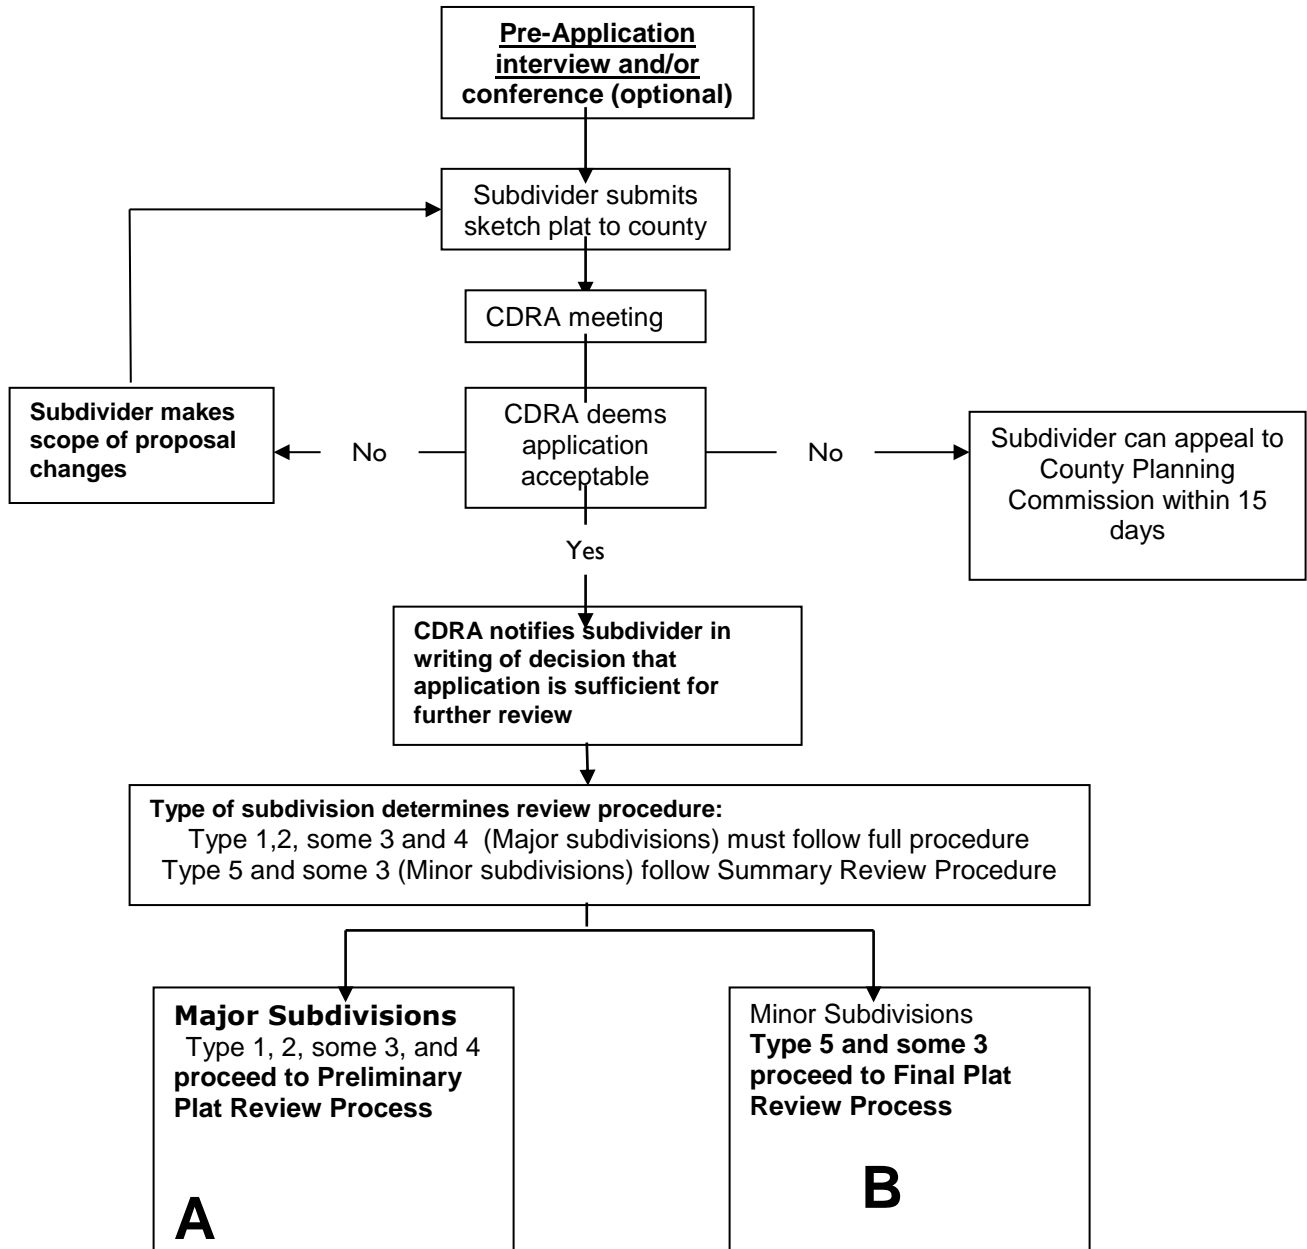 Pre-Application
interview and/or
conference (optional)
Subdivider submits
sketch plat to county
CDRA meeting
Subdivider makes
scope of proposal
changes
No
CDRA deems
application
acceptable
No
Subdivider can appeal to
County Planning
Commission within 15
days
Yes
CDRA notifies subdivider in
writing of decision that
application is sufficient for
further review
Type of subdivision determines review procedure:
Type 1,2, some 3 and 4 (Major subdivisions) must follow full procedure
Type 5 and some 3 (Minor subdivisions) follow Summary Review Procedure
Major Subdivisions
Type 1, 2, some 3, and 4
proceed to Preliminary
Plat Review Process
A
Minor Subdivisions
Type 5 and some 3
proceed to Final Plat
Review Process
B